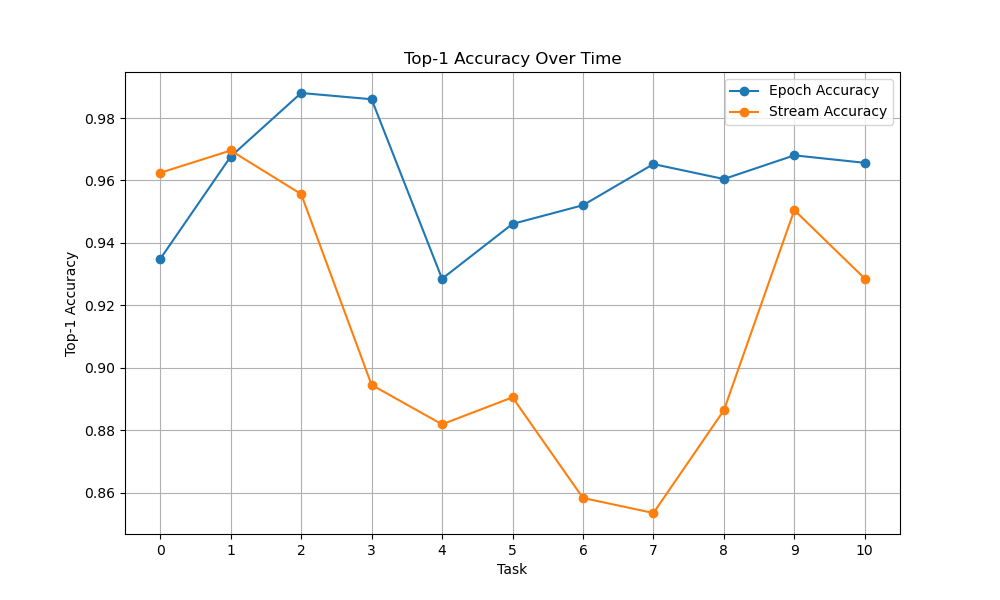 Top-1 Accuracy Over Time
Epoch Accuracy
Stream Accuracy
Top-1 Accuracy
0.98
0.96
0.94
0.92
0.90
0.88
0.86
0 1 2 3 4 5 6 7 8 9 10
Task